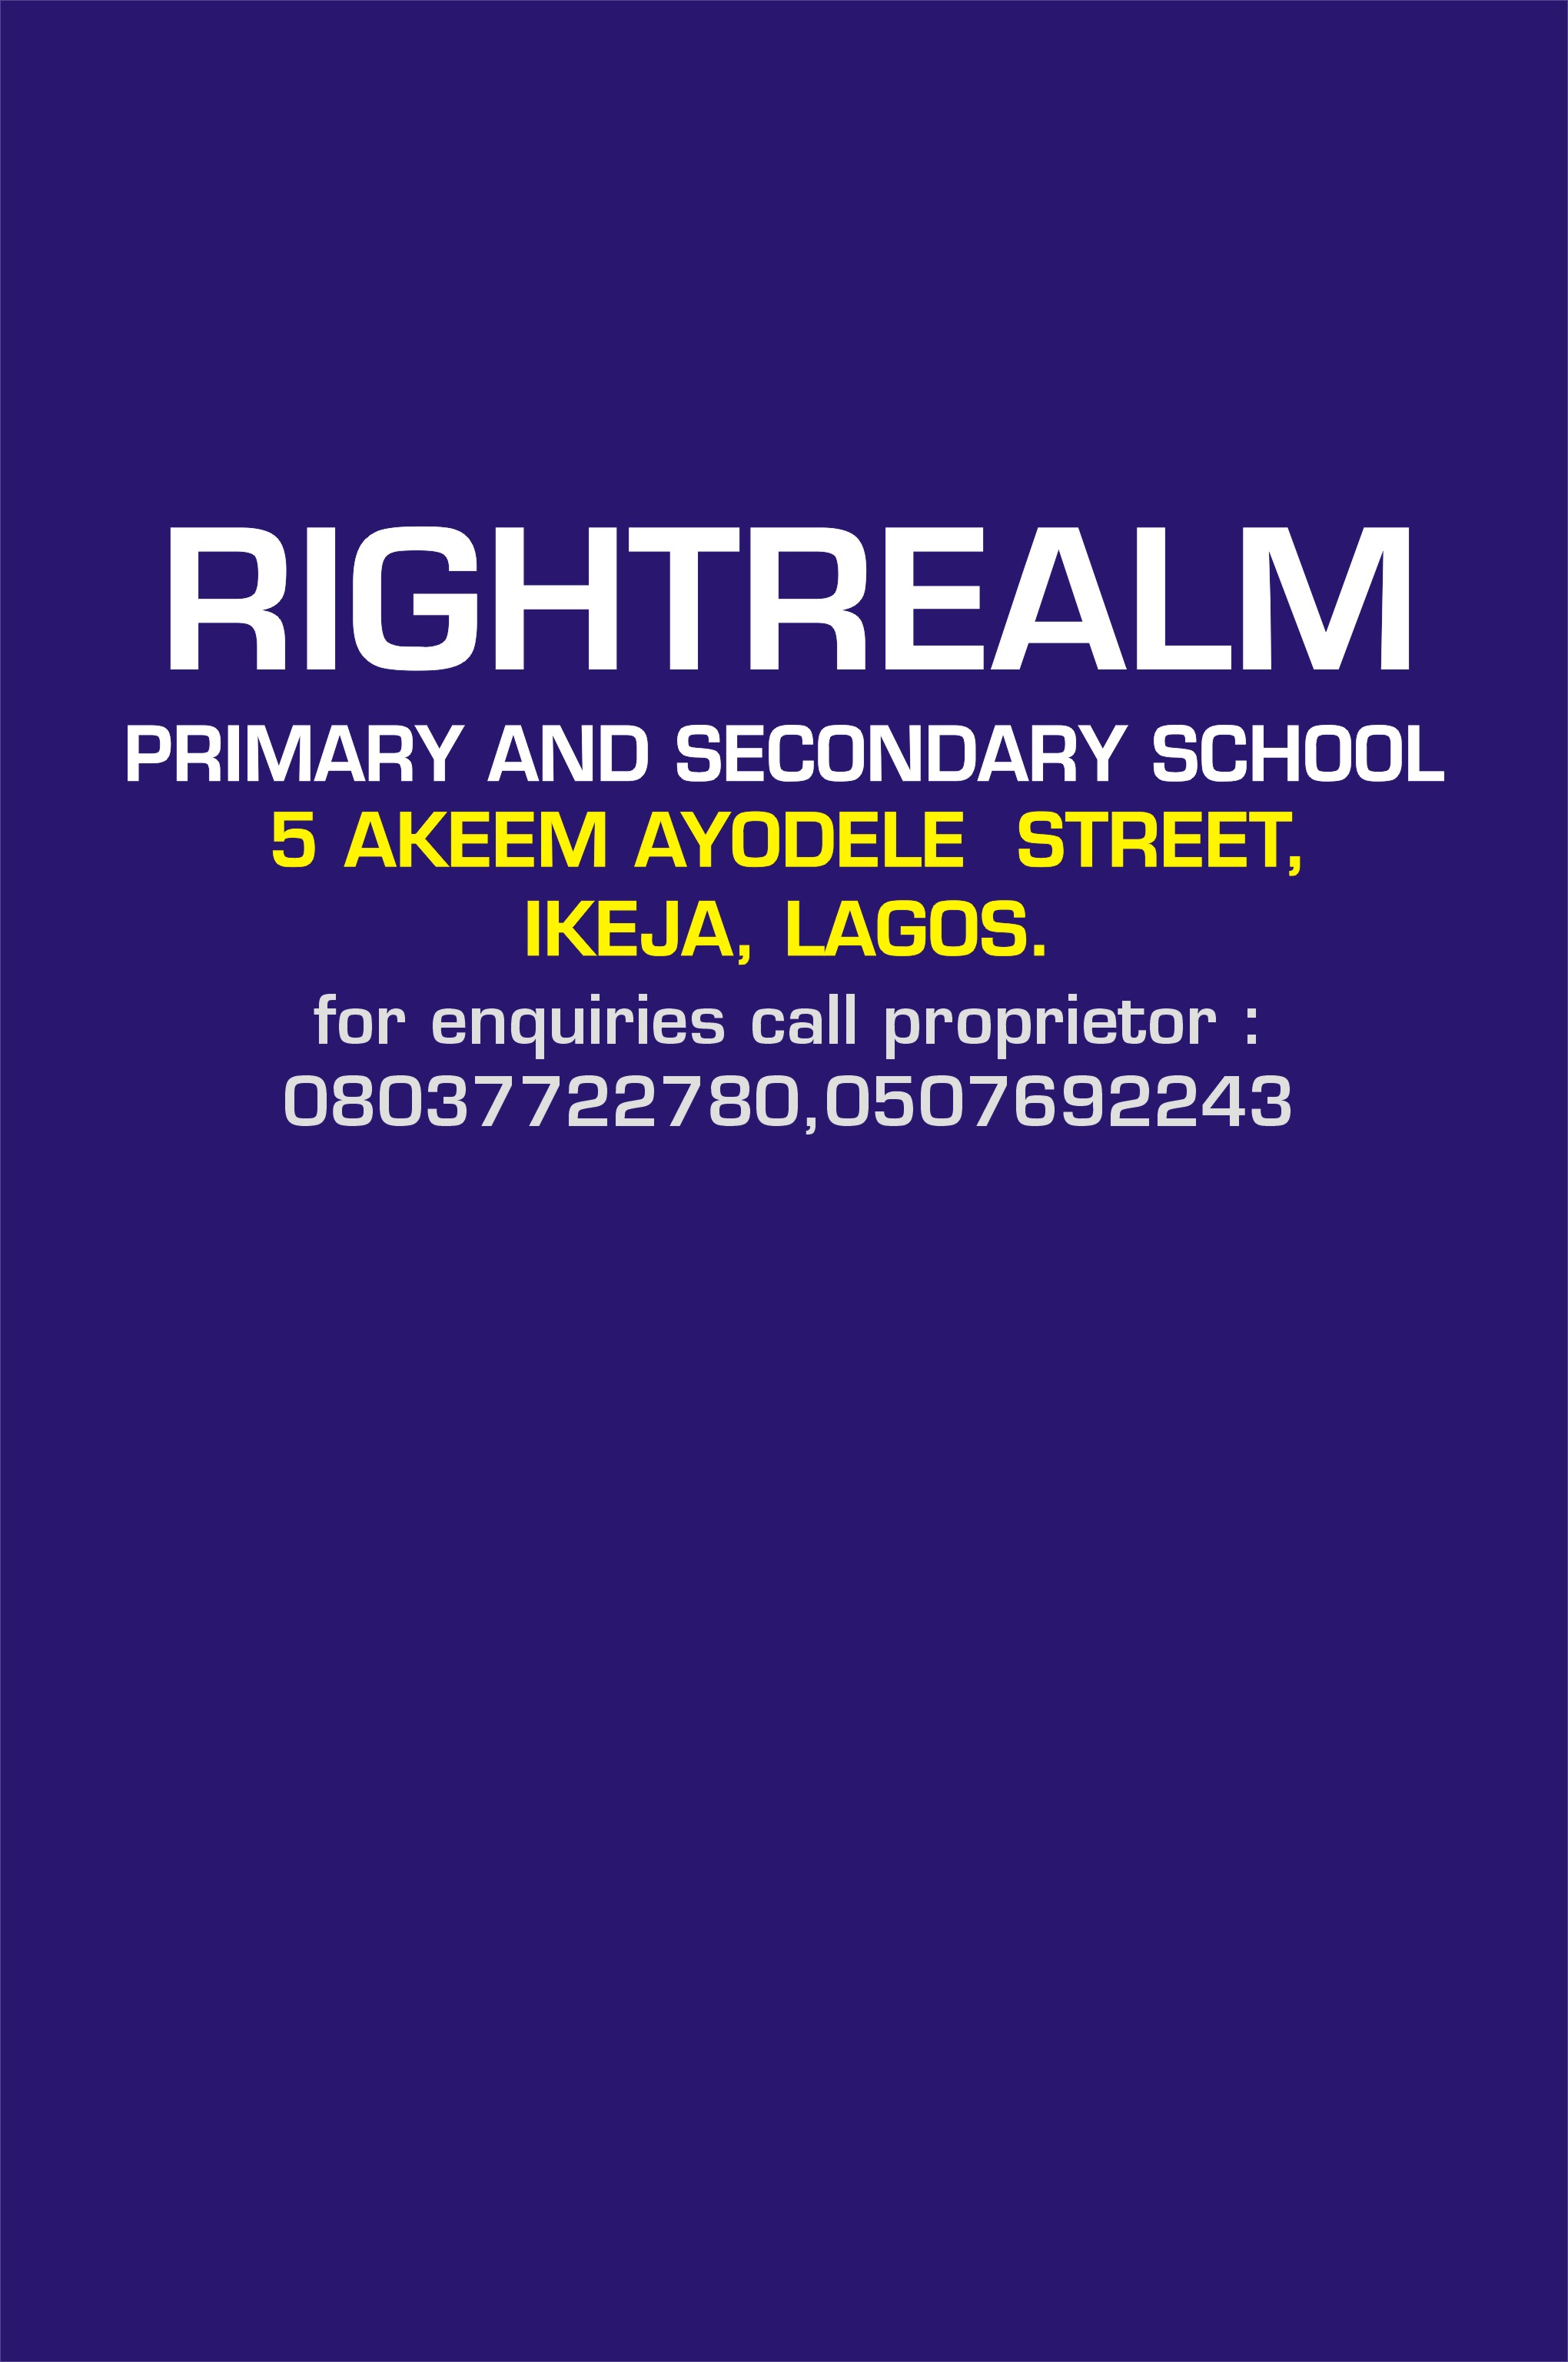 RIGHTREALM
PRIMARY AND SECONDARY SCHOOL
5 AKEEM AYODELE STREET,
IKEJA, LAGOS.
for enquiries call proprietor :
08037722780,0507692243